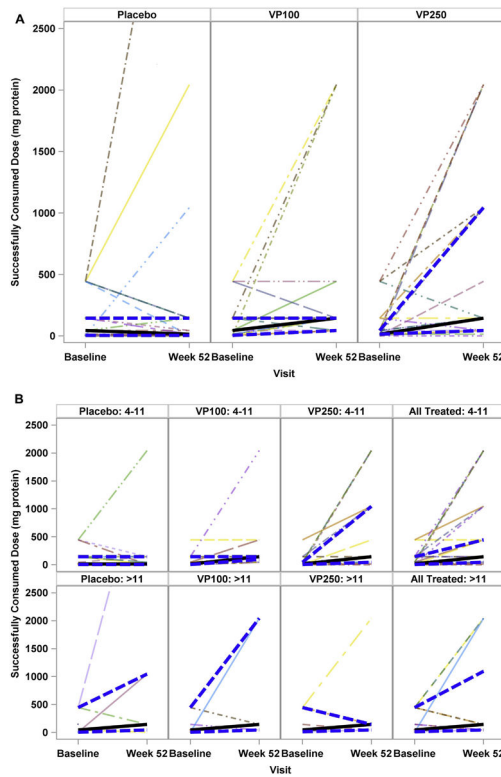 A
Placebo VP100 VP250
Successfully Consumed Dose (mg protein)
2500
2000
1500
1000
500
0
Baseline Week 52 Baseline Week 52 Baseline Week 52
Visit
B
Placebo: 4-11 VP100: 4-11 VP250: 4-11 All Treated: 4-11
Successfully Consumed Dose (mg protein)
2500
2000
1500
1000
500
0
Placebo: >11 VP100: >11 VP250: >11 All Treated: >11
2500
2000
1500
1000
500
0
Baseline Week 52 Baseline Week 52 Baseline Week 52 Baseline Week 52
Visit